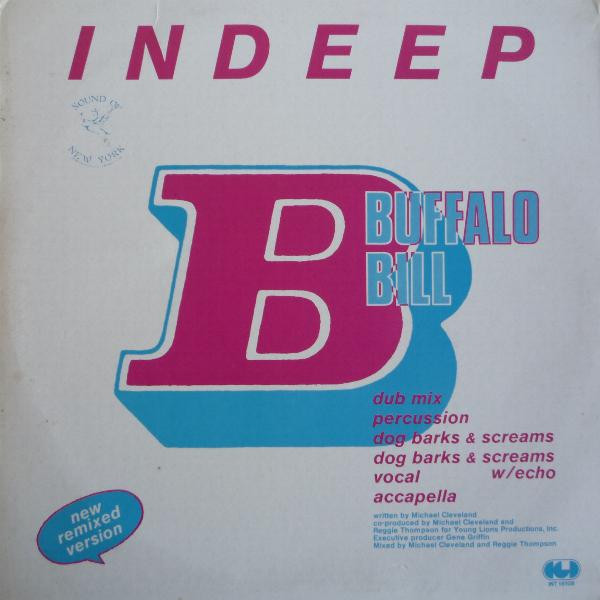 INDEEP
SOUND OF
NEW YORK
B
BUFFALO
BILL
dub mix
percussion
dog barks & screams
dog barks & screams
w/echo
vocal
accapella
written by Michael Cleveland
co-produced by Michael Cleveland and
Reggie Thompson for Young Lions Productions, Inc.
Executive producer Gene Griffin
Mixed by Michael Cleveland and Reggie Thompson
new
remixed
version